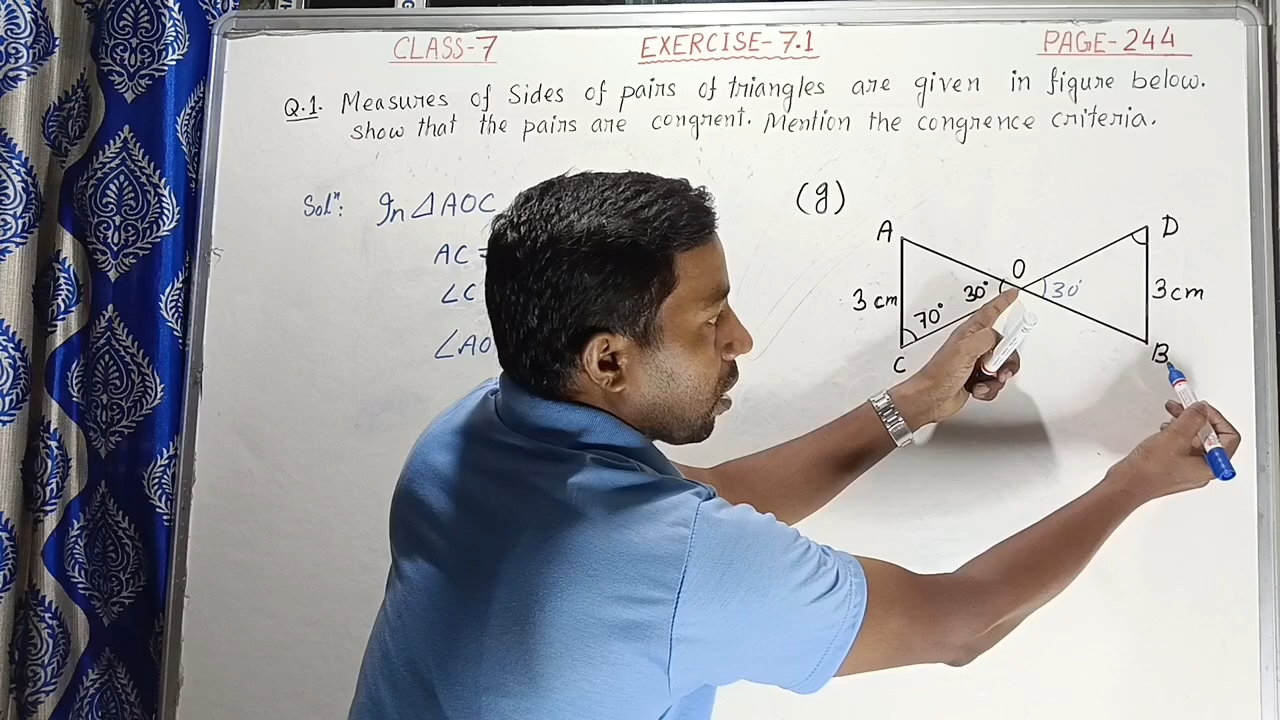 CLASS-7 EXERCISE-7.1 PAGE-244
Q.1. Measures of Sides of pairs of triangles are given in figure below.
show that the pairs are congrent. Mention the congrence criteria.
Solⁿ: In ΔAOC
AC =
∠C
∠AO
(g)
A D
O
3 cm 30° 30° 3 cm
70°
C B